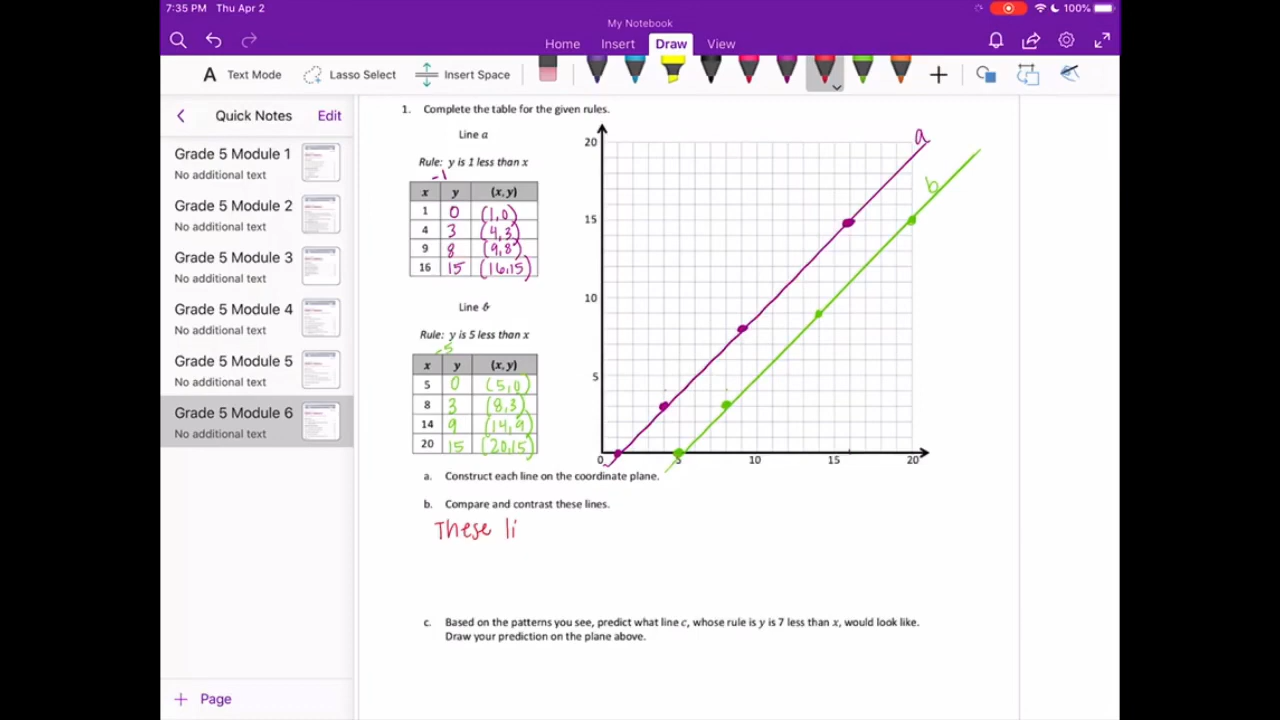 7:35 PM Thu Apr 2
100%
My Notebook
Home Insert Draw View
A Text Mode Lasso Select Insert Space
Quick Notes Edit
Grade 5 Module 1
No additional text
Grade 5 Module 2
No additional text
Grade 5 Module 3
No additional text
Grade 5 Module 4
No additional text
Grade 5 Module 5
No additional text
Grade 5 Module 6
No additional text
+ Page
1. Complete the table for the given rules.
Line a
Rule: y is 1 less than x
-1
x y (x, y)
1 0 (1,0)
4 3 (4,3)
9 8 (9,8)
16 15 (16,15)
Line b
Rule: y is 5 less than x
-5
x y (x, y)
5 0 (5,0)
8 3 (8,3)
14 9 (14,9)
20 15 (20,15)
a
b
20
15
10
5
0 5 10 15 20
a. Construct each line on the coordinate plane.
b. Compare and contrast these lines.
These li
c. Based on the patterns you see, predict what line c, whose rule is y is 7 less than x, would look like.
Draw your prediction on the plane above.